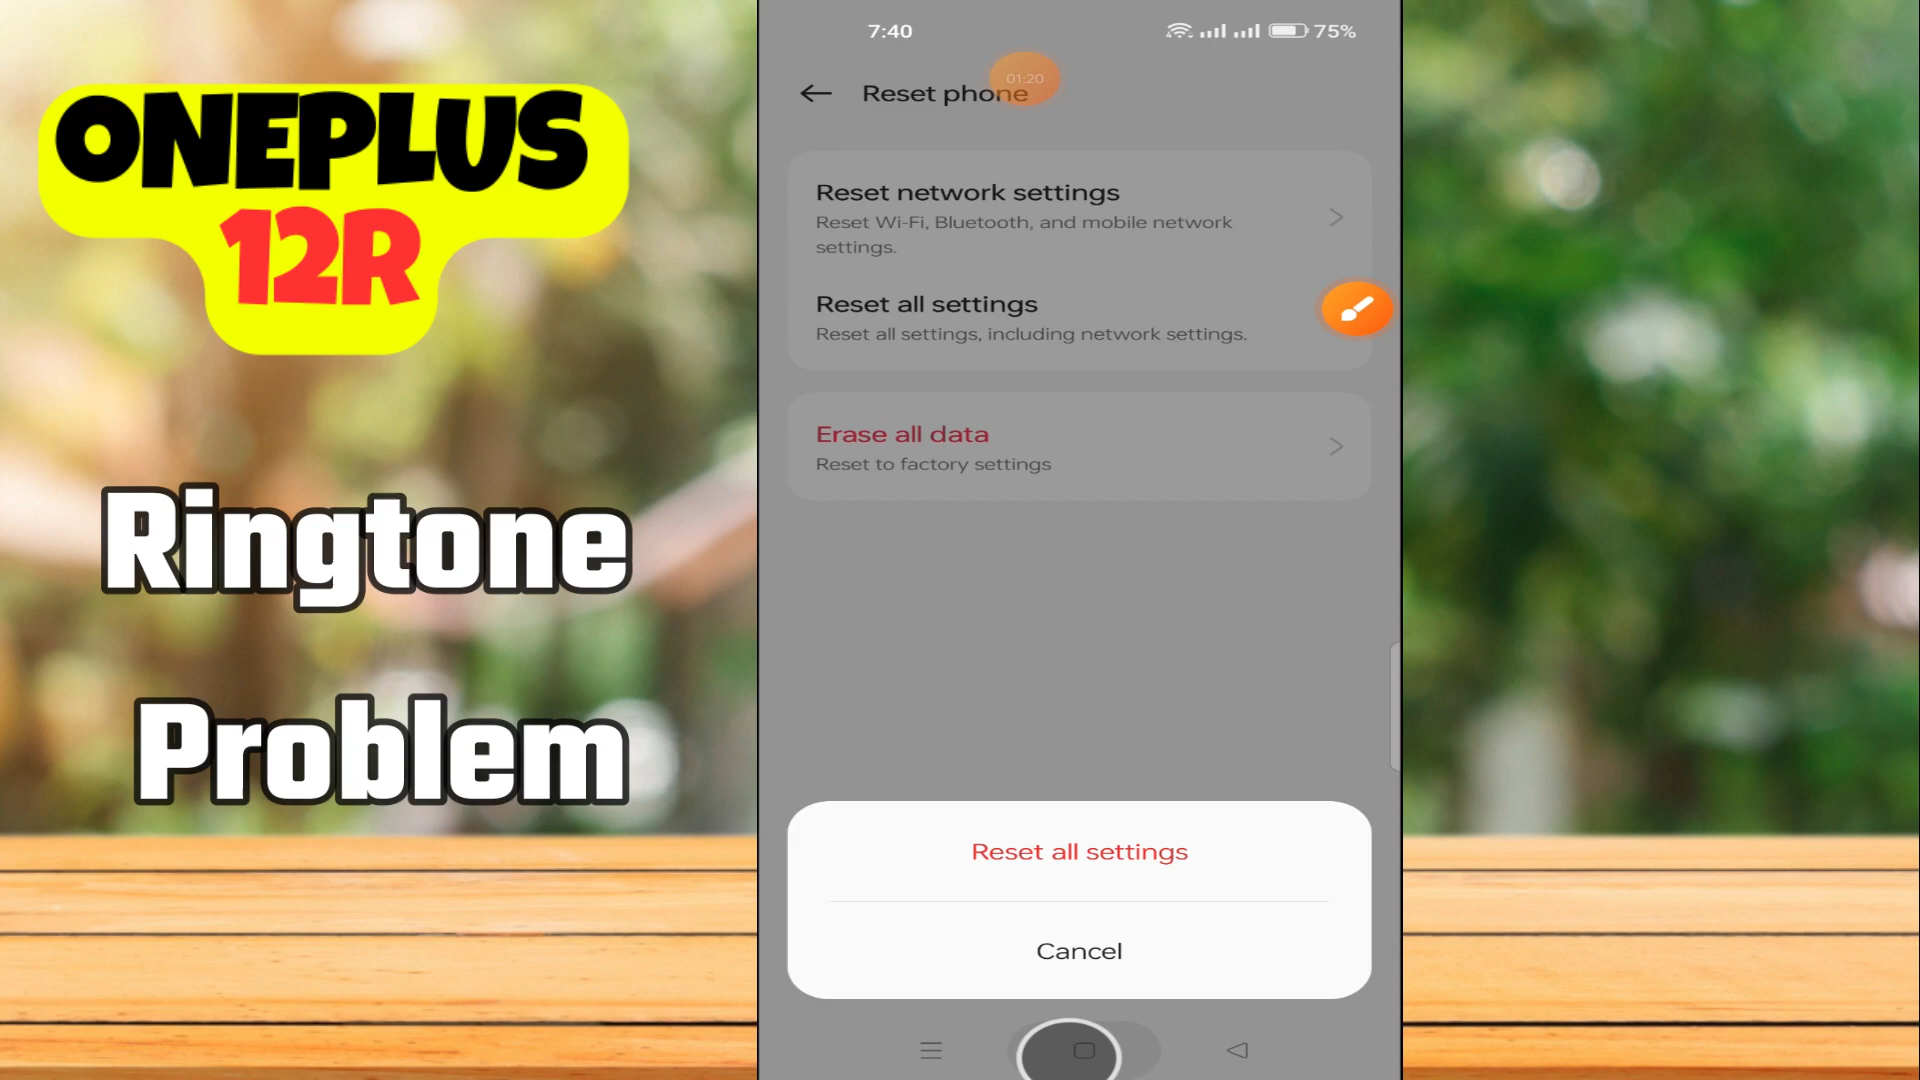 ONEPLUS
12R
Ringtone
Problem
7:40
75%
01:20
Reset phone
Reset network settings
Reset Wi-Fi, Bluetooth, and mobile network
settings.
Reset all settings
Reset all settings, including network settings.
Erase all data
Reset to factory settings
Reset all settings
Cancel